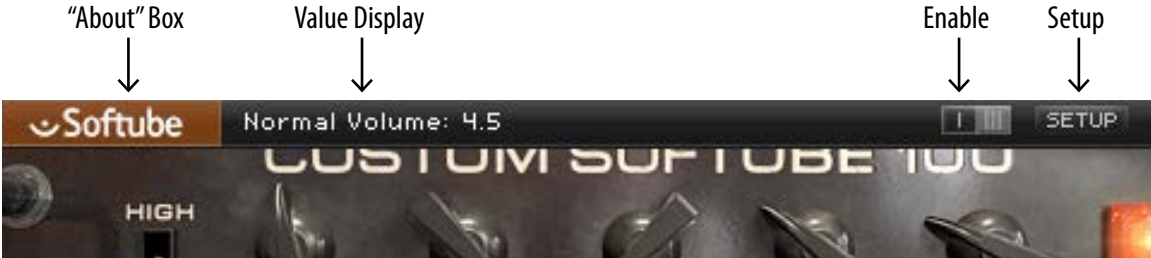 “About” Box
Value Display
Enable
Setup
Softube
Normal Volume: 4.5
I
SETUP
CUSTOM SOFTUBE 100
HIGH